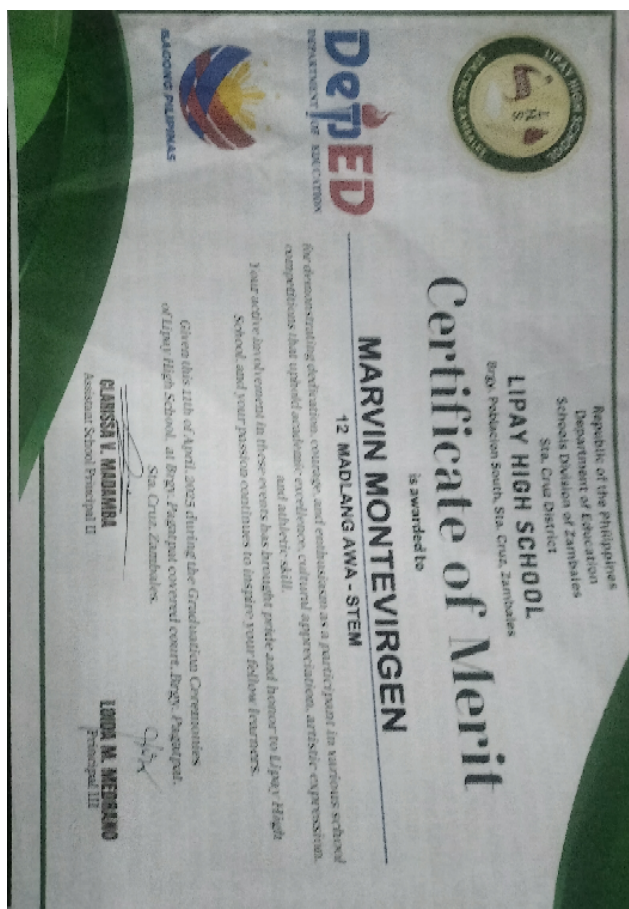 Republic of the Philippines
Department of Education
Schools Division of Zambales
Sta. Cruz District
LIPAY HIGH SCHOOL
Brgy. Poblacion South, Sta. Cruz, Zambales
LIPAY HIGH SCHOOL
STA. CRUZ, ZAMBALES
L H S
DepED
DEPARTMENT OF EDUCATION
BAGONG PILIPINAS
Certificate of Merit
is awarded to
MARVIN MONTEVIRGEN
12 MADLANG AWA - STEM
for demonstrating dedication, courage, and enthusiasm as a participant in various school
competitions that uphold academic excellence, cultural appreciation, artistic expression,
and athletic skill.
Your active involvement in these events has brought pride and honor to Lipay High
School, and your passion continues to inspire your fellow learners.
Given this 11th of April, 2025 during the Graduation Ceremonies
of Lipay High School, at Brgy. Pagatpat covered court, Brgy. Pagatpat,
Sta. Cruz, Zambales.
CLARISSA V. MADAMBA
Assistant School Principal II
LOIDA M. MEDRANO
Principal III